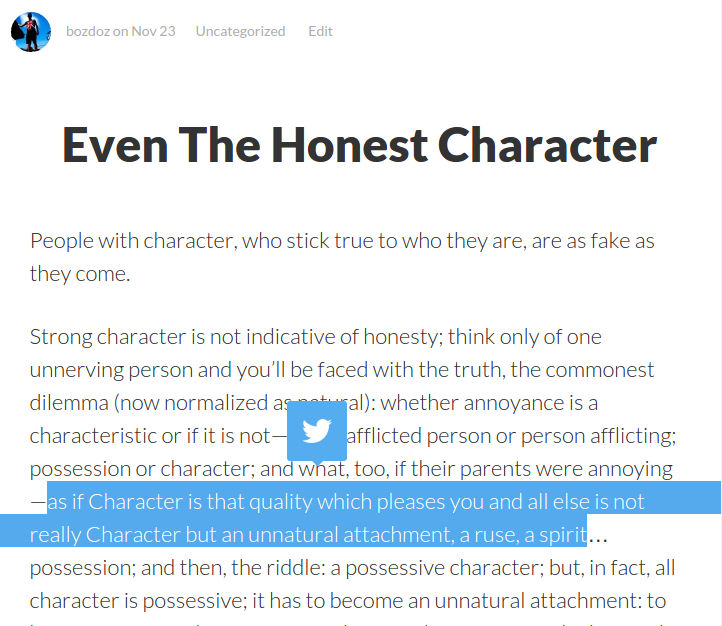 bozdoz on Nov 23 Uncategorized Edit
Even The Honest Character
People with character, who stick true to who they are, are as fake as
they come.
Strong character is not indicative of honesty; think only of one
unnerving person and you’ll be faced with the truth, the commonest
dilemma (now normalized as natural): whether annoyance is a
characteristic or if it is not— afflicted person or person afflicting;
possession or character; and what, too, if their parents were annoying
—as if Character is that quality which pleases you and all else is not
really Character but an unnatural attachment, a ruse, a spirit…
possession; and then, the riddle: a possessive character; but, in fact, all
character is possessive; it has to become an unnatural attachment: to